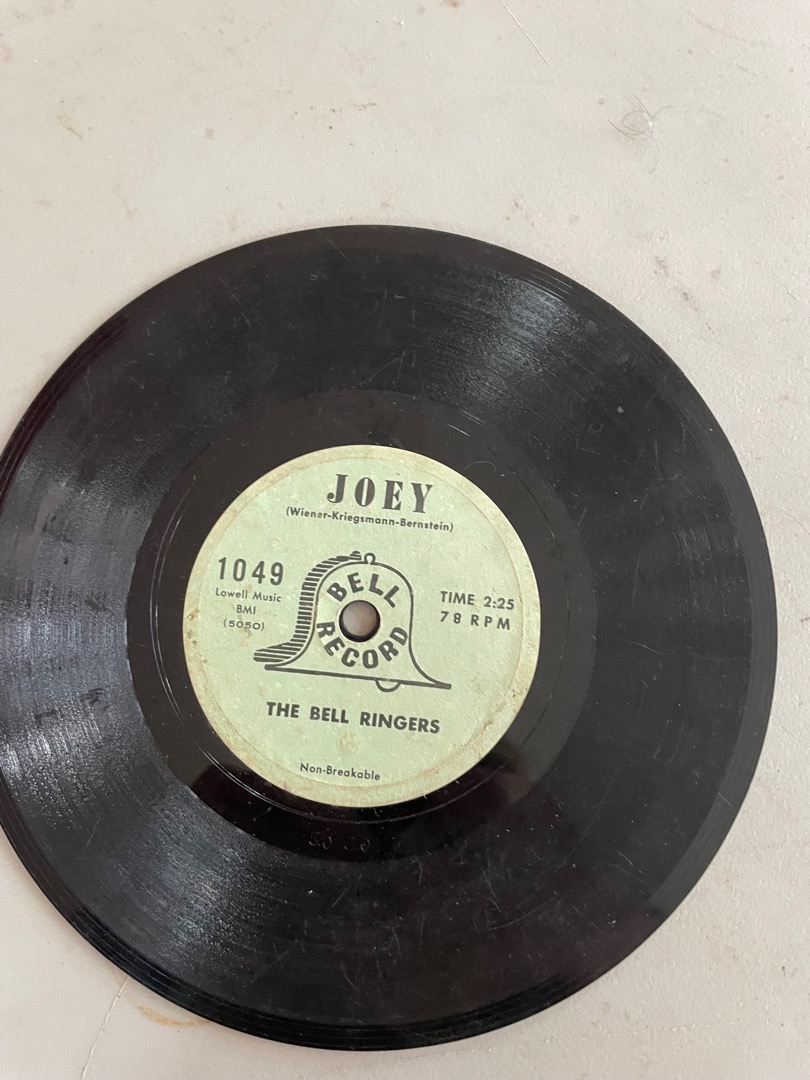 JOEY
(Wiener-Kriegsmann-Bernstein)
1049
Lowell Music
BMI
(5050)
BELL
RECORD
TIME 2:25
78 RPM
THE BELL RINGERS
Non-Breakable